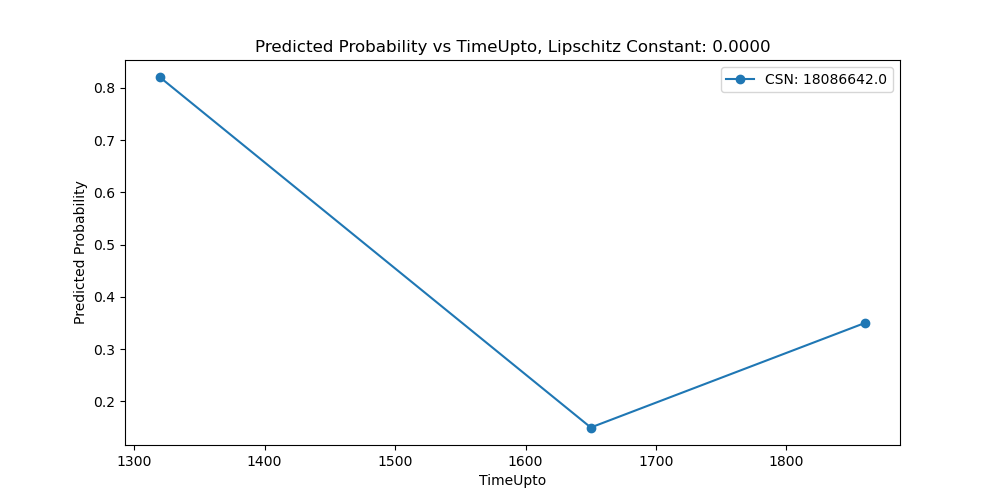 Predicted Probability vs TimeUpto, Lipschitz Constant: 0.0000
CSN: 18086642.0
Predicted Probability
0.8
0.7
0.6
0.5
0.4
0.3
0.2
1300 1400 1500 1600 1700 1800
TimeUpto